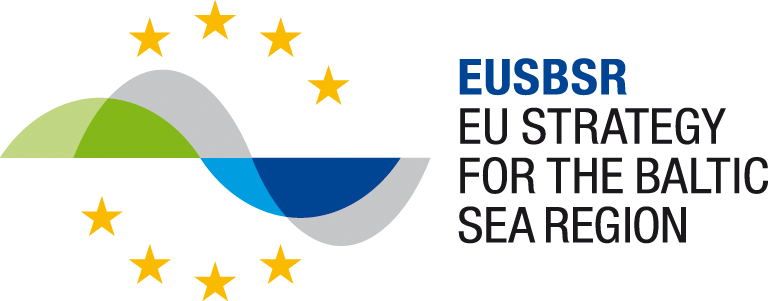 EUSBSR
EU STRATEGY
FOR THE BALTIC
SEA REGION